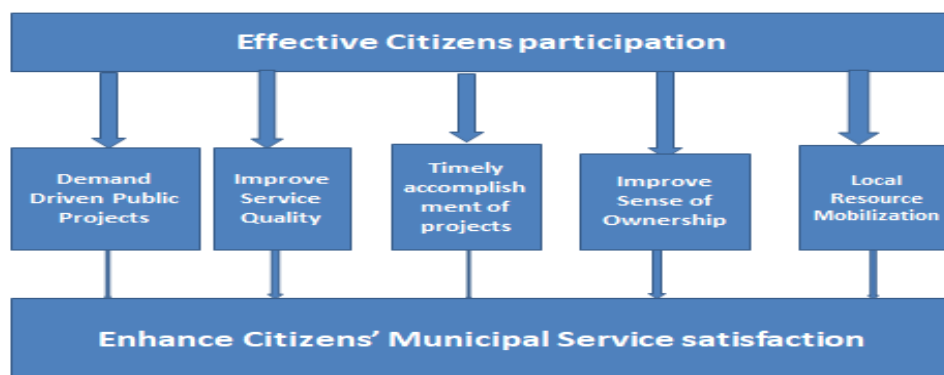 Effective Citizens participation
Demand
Driven Public
Projects
Improve
Service
Quality
Timely
accomplish
ment of
projects
Improve
Sense of
Ownership
Local
Resource
Mobilization
Enhance Citizens’ Municipal Service satisfaction